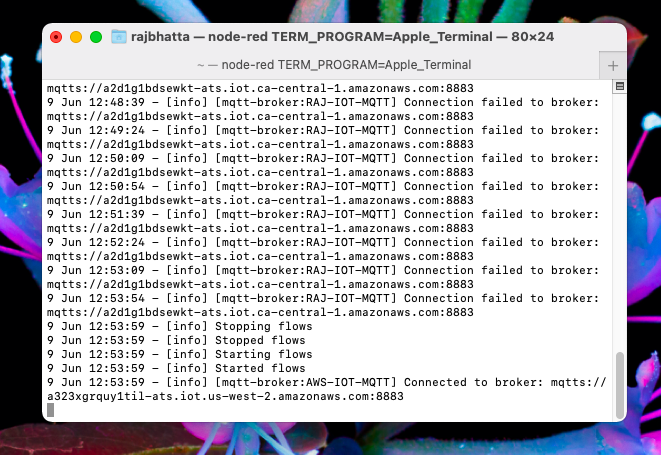 rajbhatta — node-red TERM_PROGRAM=Apple_Terminal — 80×24
~ — node-red TERM_PROGRAM=Apple_Terminal
+
mqtts://a2d1g1bdsewkt-ats.iot.ca-central-1.amazonaws.com:8883
9 Jun 12:48:39 - [info] [mqtt-broker:RAJ-IOT-MQTT] Connection failed to broker:
mqtts://a2d1g1bdsewkt-ats.iot.ca-central-1.amazonaws.com:8883
9 Jun 12:49:24 - [info] [mqtt-broker:RAJ-IOT-MQTT] Connection failed to broker:
mqtts://a2d1g1bdsewkt-ats.iot.ca-central-1.amazonaws.com:8883
9 Jun 12:50:09 - [info] [mqtt-broker:RAJ-IOT-MQTT] Connection failed to broker:
mqtts://a2d1g1bdsewkt-ats.iot.ca-central-1.amazonaws.com:8883
9 Jun 12:50:54 - [info] [mqtt-broker:RAJ-IOT-MQTT] Connection failed to broker:
mqtts://a2d1g1bdsewkt-ats.iot.ca-central-1.amazonaws.com:8883
9 Jun 12:51:39 - [info] [mqtt-broker:RAJ-IOT-MQTT] Connection failed to broker:
mqtts://a2d1g1bdsewkt-ats.iot.ca-central-1.amazonaws.com:8883
9 Jun 12:52:24 - [info] [mqtt-broker:RAJ-IOT-MQTT] Connection failed to broker:
mqtts://a2d1g1bdsewkt-ats.iot.ca-central-1.amazonaws.com:8883
9 Jun 12:53:09 - [info] [mqtt-broker:RAJ-IOT-MQTT] Connection failed to broker:
mqtts://a2d1g1bdsewkt-ats.iot.ca-central-1.amazonaws.com:8883
9 Jun 12:53:54 - [info] [mqtt-broker:RAJ-IOT-MQTT] Connection failed to broker:
mqtts://a2d1g1bdsewkt-ats.iot.ca-central-1.amazonaws.com:8883
9 Jun 12:53:59 - [info] Stopping flows
9 Jun 12:53:59 - [info] Stopped flows
9 Jun 12:53:59 - [info] Starting flows
9 Jun 12:53:59 - [info] Started flows
9 Jun 12:53:59 - [info] [mqtt-broker:AWS-IOT-MQTT] Connected to broker: mqtts://
a323xgrquy1til-ats.iot.us-west-2.amazonaws.com:8883